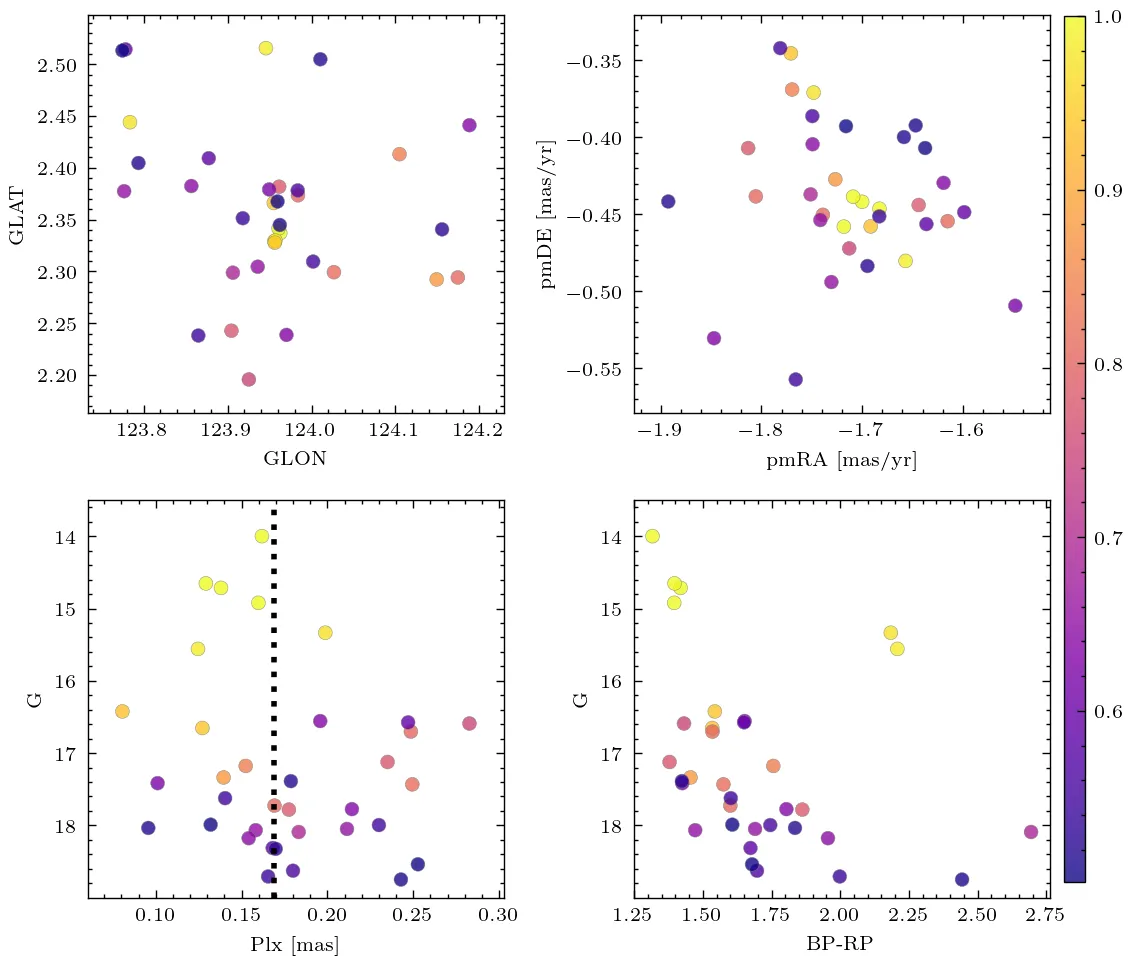 2.50
2.45
2.40
2.35
2.30
2.25
2.20
GLAT
123.8 123.9 124.0 124.1 124.2
GLON
−0.35
−0.40
−0.45
−0.50
−0.55
pmDE [mas/yr]
−1.9 −1.8 −1.7 −1.6
pmRA [mas/yr]
14
15
16
17
18
G
0.10 0.15 0.20 0.25 0.30
Plx [mas]
14
15
16
17
18
G
1.25 1.50 1.75 2.00 2.25 2.50 2.75
BP-RP
1.0
0.9
0.8
0.7
0.6